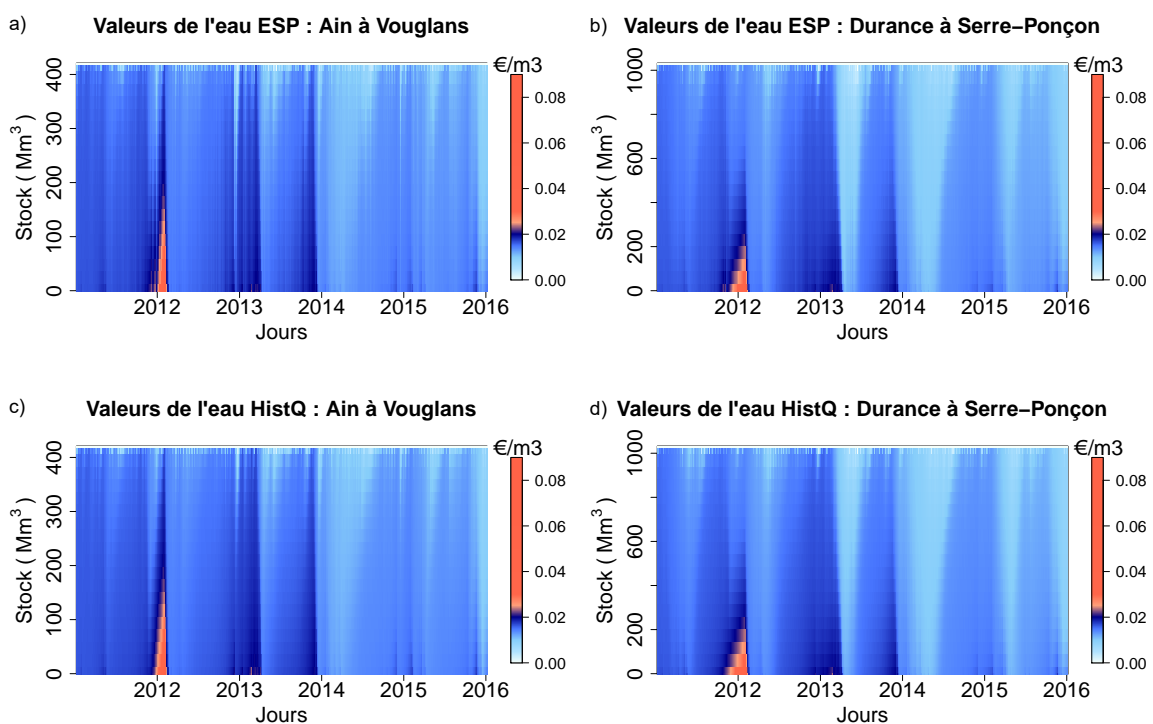 a) Valeurs de l'eau ESP : Ain à Vouglans
€/m3
0.08
0.06
0.04
0.02
0.00
Stock ( Mm³ )
400
300
200
100
0
2012 2013 2014 2015 2016
Jours
b) Valeurs de l'eau ESP : Durance à Serre−Ponçon
€/m3
0.08
0.06
0.04
0.02
0.00
Stock ( Mm³ )
1000
600
200
0
2012 2013 2014 2015 2016
Jours
c) Valeurs de l'eau HistQ : Ain à Vouglans
€/m3
0.08
0.06
0.04
0.02
0.00
Stock ( Mm³ )
400
300
200
100
0
2012 2013 2014 2015 2016
Jours
d) Valeurs de l'eau HistQ : Durance à Serre−Ponçon
€/m3
0.08
0.06
0.04
0.02
0.00
Stock ( Mm³ )
1000
600
200
0
2012 2013 2014 2015 2016
Jours